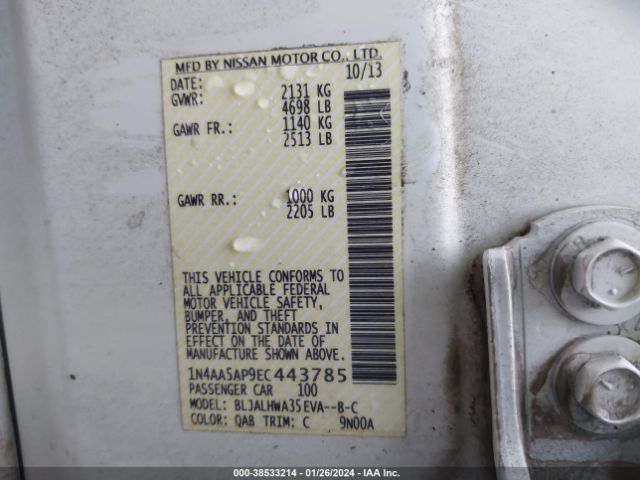 MFD BY NISSAN MOTOR CO., LTD.
DATE: 10/13
GVWR: 2131 KG
4698 LB
GAWR FR.: 1140 KG
2513 LB
GAWR RR.: 1000 KG
2205 LB
THIS VEHICLE CONFORMS TO
ALL APPLICABLE FEDERAL
MOTOR VEHICLE SAFETY,
BUMPER, AND THEFT
PREVENTION STANDARDS IN
EFFECT ON THE DATE OF
MANUFACTURE SHOWN ABOVE.
1N4AA5AP9EC443785
PASSENGER CAR 100
MODEL: BLJALHWA35EVA--B-C
COLOR: QAB TRIM: C 9N00A
000-38533214 | 01/26/2024 | IAA Inc.